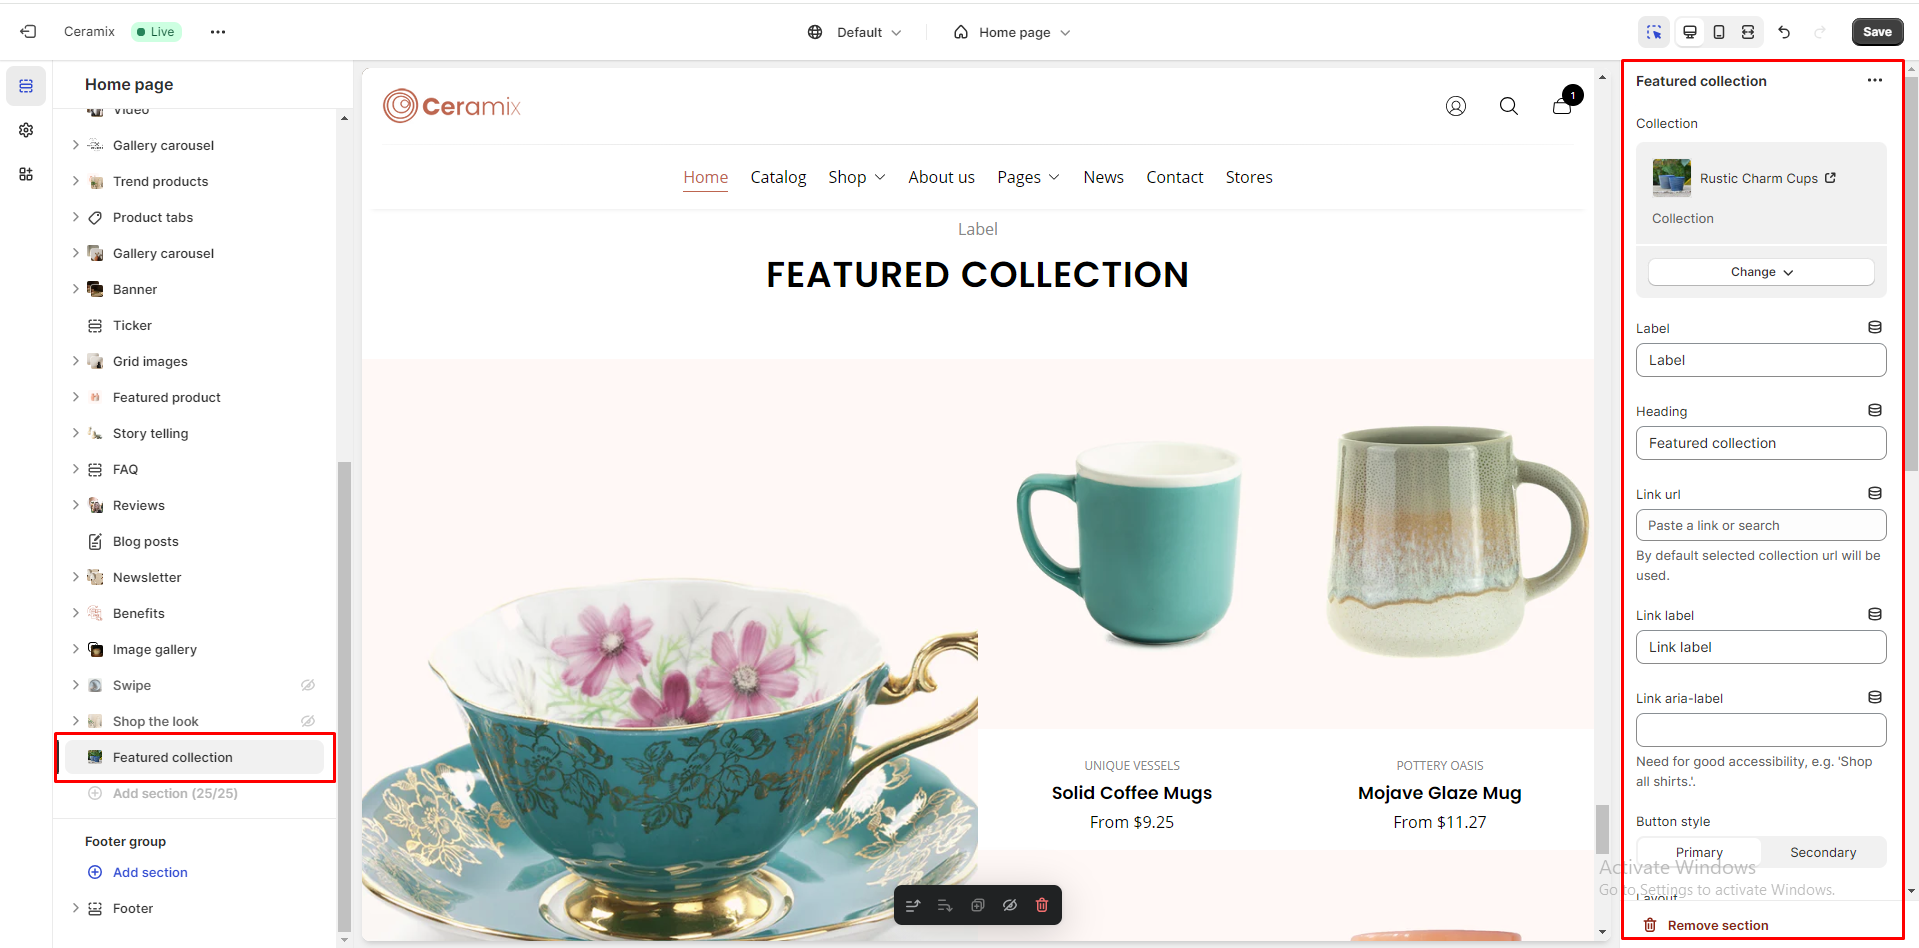 Ceramix
Live
Default
Home page
Save
Home page
Video
Gallery carousel
Trend products
Product tabs
Gallery carousel
Banner
Ticker
Grid images
Featured product
Story telling
FAQ
Reviews
Blog posts
Newsletter
Benefits
Image gallery
Swipe
Shop the look
Featured collection
Add section (25/25)
Footer group
Add section
Footer
Ceramix
1
Home Catalog Shop About us Pages News Contact Stores
Label
FEATURED COLLECTION
UNIQUE VESSELS
Solid Coffee Mugs
From $9.25
POTTERY OASIS
Mojave Glaze Mug
From $11.27
Featured collection
Collection
Rustic Charm Cups
Collection
Change
Label
Label
Heading
Featured collection
Link url
Paste a link or search
By default selected collection url will be
used.
Link label
Link label
Link aria-label
Need for good accessibility, e.g. 'Shop
all shirts.'.
Button style
Primary Secondary
Activate Windows
Go to Settings to activate Windows.
Layout
Remove section